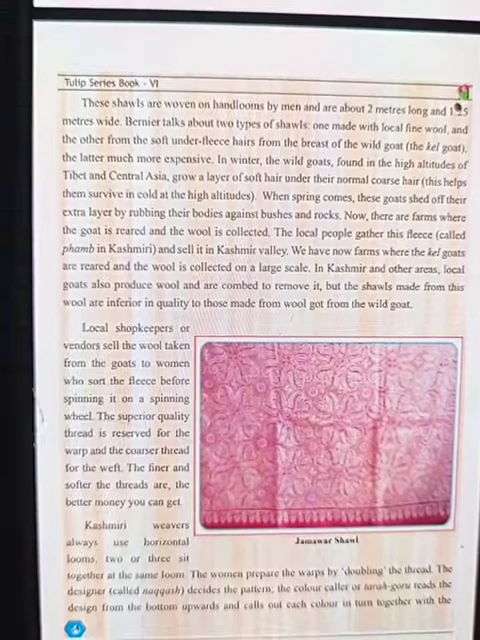 Tulip Series Book - VI
These shawls are woven on handlooms by men and are about 2 metres long and
metres wide. Bernier talks about two types of shawls: one made with local fine wool, and
the other from the soft under-fleece hairs from the breast of the wild goat (the kel goat),
the latter much more expensive. In winter, the wild goats, found in the high altitudes of
Tibet and Central Asia, grow a layer of soft hair under their normal coarse hair (this helps
them survive in cold at the high altitudes). When spring comes, these goats shed off their
extra layer by rubbing their bodies against bushes and rocks. Now, there are farms where
the goat is reared and the wool is collected. The local people gather this fleece (called
phamb in Kashmiri) and sell it in Kashmir valley. We have now farms where the kel goats
are reared and the wool is collected on a large scale. In Kashmir and other areas, local
goats also produce wool and are combed to remove it, but the shawls made from this
wool are inferior in quality to those made from wool got from the wild goat.
Local shopkeepers or
vendors sell the wool taken
from the goats to women
who sort the fleece before
spinning it on a spinning
wheel. The superior quality
thread is reserved for the
warp and the coarser thread
for the weft. The finer and
softer the threads are, the
better money you can get.
Kashmiri weavers
always use horizontal
looms, two or three sit
together at the same loom. The women prepare the warps by 'doubling' the thread. The
designer (called naqqash) decides the pattern; the colour caller or tarah-guru reads the
design from the bottom upwards and calls out each colour in turn together with the
Jamawar Shawl